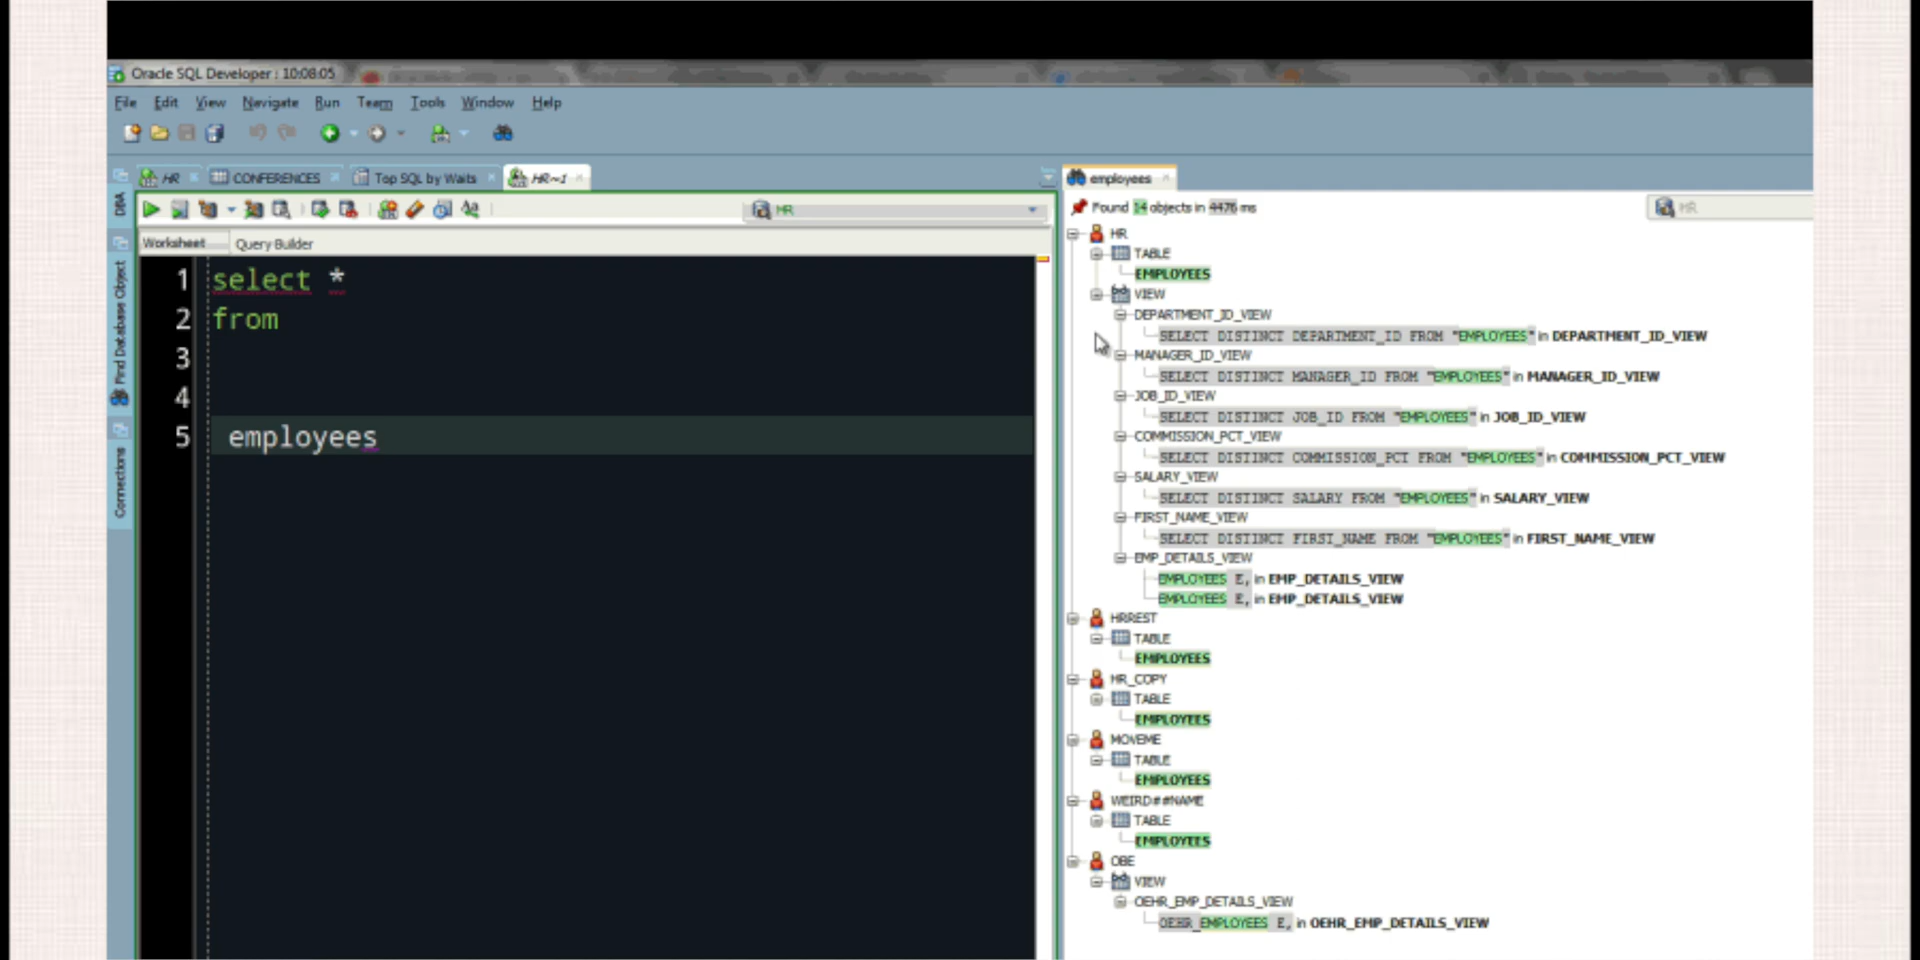 Oracle SQL Developer : 10:08:05
File Edit View Navigate Run Team Tools Window Help
HR CONFERENCES Top SQL by Waits HR~1
employees
DBA
Find Database Object
Connections
HR
Worksheet Query Builder
1 select *
2 from
3
4
5 employees
Found 14 objects in 4476 ms
HR
HR
TABLE
EMPLOYEES
VIEW
DEPARTMENT_ID_VIEW
SELECT DISTINCT DEPARTMENT_ID FROM "EMPLOYEES" in DEPARTMENT_ID_VIEW
MANAGER_ID_VIEW
SELECT DISTINCT MANAGER_ID FROM "EMPLOYEES" in MANAGER_ID_VIEW
JOB_ID_VIEW
SELECT DISTINCT JOB_ID FROM "EMPLOYEES" in JOB_ID_VIEW
COMMISSION_PCT_VIEW
SELECT DISTINCT COMMISSION_PCT FROM "EMPLOYEES" in COMMISSION_PCT_VIEW
SALARY_VIEW
SELECT DISTINCT SALARY FROM "EMPLOYEES" in SALARY_VIEW
FIRST_NAME_VIEW
SELECT DISTINCT FIRST_NAME FROM "EMPLOYEES" in FIRST_NAME_VIEW
EMP_DETAILS_VIEW
EMPLOYEES E, in EMP_DETAILS_VIEW
EMPLOYEES E, in EMP_DETAILS_VIEW
HRREST
TABLE
EMPLOYEES
HR_COPY
TABLE
EMPLOYEES
MOVEME
TABLE
EMPLOYEES
WEIRD##NAME
TABLE
EMPLOYEES
OBE
VIEW
OEHR_EMP_DETAILS_VIEW
OEHR_EMPLOYEES E, in OEHR_EMP_DETAILS_VIEW